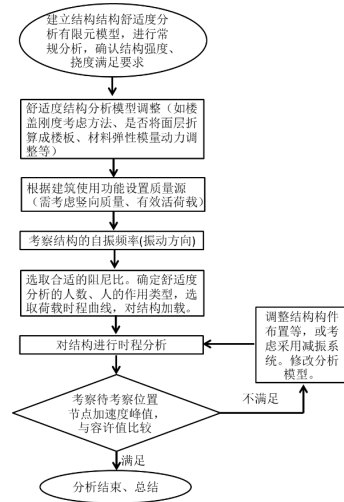 建立结构结构舒适度分
析有限元模型，进行常
规分析，确认结构强度、
挠度满足要求
舒适度结构分析模型调整（如楼
盖刚度考虑方法、是否将面层折
算成楼板、材料弹性模量动力调
整等）
根据建筑使用功能设置质量源
（需考虑竖向质量、有效活荷载）
考察结构的自振频率(振动方向)
选取合适的阻尼比。确定舒适度
分析的人数、人的作用类型，选
取荷载时程曲线，对结构加载。
对结构进行时程分析
调整结构构件
布置等，或考
虑采用减振系
统。修改分析
模型。
考察待考察位置
节点加速度峰值，
与容许值比较
不满足
满足
分析结束、总结